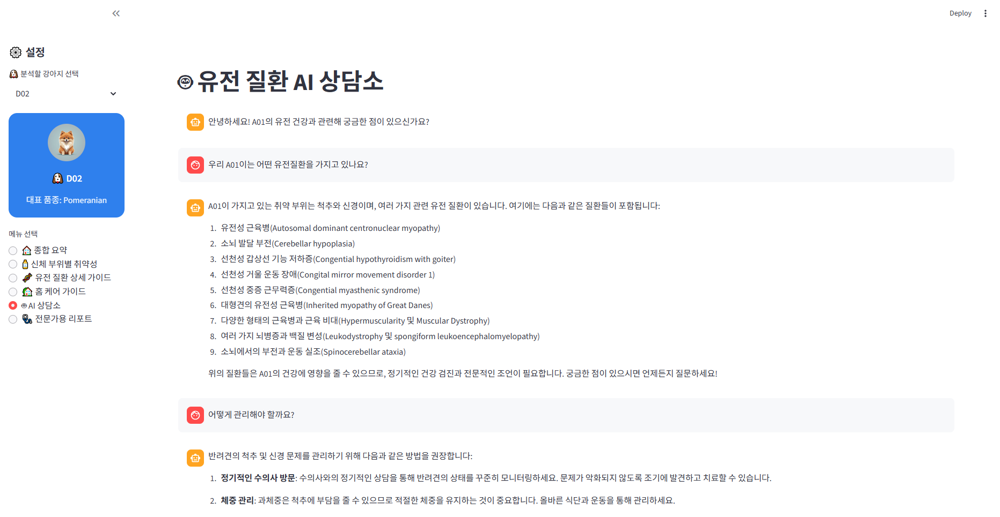 Deploy
설정
분석할 강아지 선택
D02
D02
대표 품종: Pomeranian
메뉴 선택
종합 요약
신체 부위별 취약성
유전 질환 상세 가이드
홈 케어 가이드
AI 상담소
전문가용 리포트
유전 질환 AI 상담소
안녕하세요! A01의 유전 건강과 관련해 궁금한 점이 있으신가요?
우리 A01이는 어떤 유전질환을 가지고 있나요?
A01이 가지고 있는 취약 부위는 척추와 신경이며, 여러 가지 관련 유전 질환이 있습니다. 여기에는 다음과 같은 질환들이 포함됩니다:
1. 유전성 근육병(Autosomal dominant centronuclear myopathy)
2. 소뇌 발달 부전(Cerebellar hypoplasia)
3. 선천성 갑상선 기능 저하증(Congential hypothyroidism with goiter)
4. 선천성 거울 운동 장애(Congital mirror movement disorder 1)
5. 선천성 중증 근무력증(Congential myasthenic syndrome)
6. 대형견의 유전성 근육병(Inherited myopathy of Great Danes)
7. 다양한 형태의 근육병과 근육 비대(Hypermuscularity 및 Muscular Dystrophy)
8. 여러 가지 뇌병증과 백질 변성(Leukodystrophy 및 spongiform leukoencephalomyelopathy)
9. 소뇌에서의 부전과 운동 실조(Spinocerebellar ataxia)
위의 질환들은 A01의 건강에 영향을 줄 수 있으므로, 정기적인 건강 검진과 전문적인 조언이 필요합니다. 궁금한 점이 있으시면 언제든지 질문하세요!
어떻게 관리해야 할까요?
반려견의 척추 및 신경 문제를 관리하기 위해 다음과 같은 방법을 권장합니다:
1. 정기적인 수의사 방문: 수의사와의 정기적인 상담을 통해 반려견의 상태를 꾸준히 모니터링하세요. 문제가 악화되지 않도록 조기에 발견하고 치료할 수 있습니다.
2. 체중 관리: 과체중은 척추에 부담을 줄 수 있으므로 적절한 체중을 유지하는 것이 중요합니다. 올바른 식단과 운동을 통해 관리하세요.